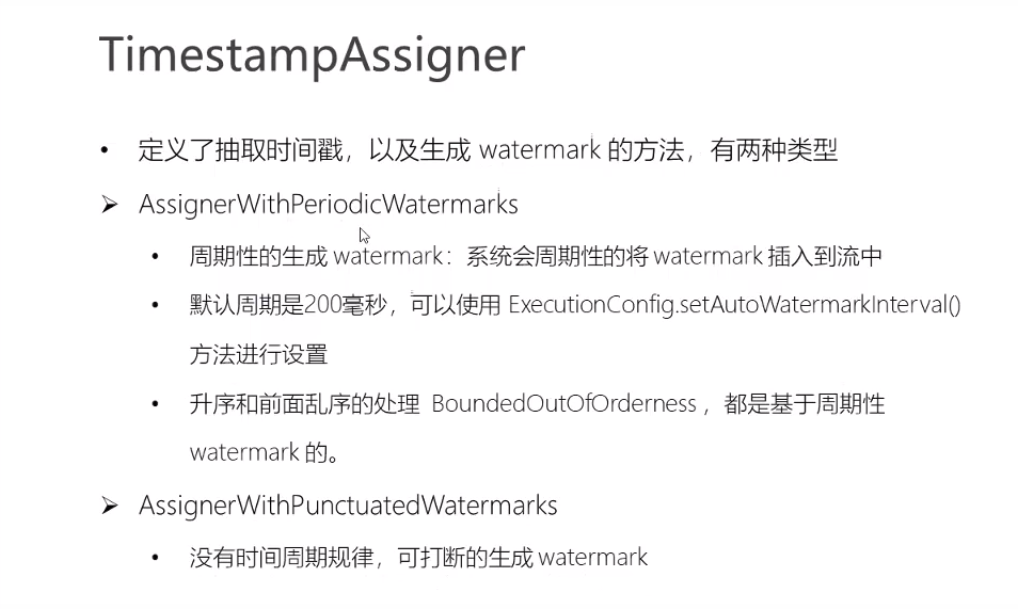 TimestampAssigner
• 定义了抽取时间戳，以及生成 watermark 的方法，有两种类型
➢ AssignerWithPeriodicWatermarks
• 周期性的生成 watermark：系统会周期性的将 watermark 插入到流中
• 默认周期是200毫秒，可以使用 ExecutionConfig.setAutoWatermarkInterval()
方法进行设置
• 升序和前面乱序的处理 BoundedOutOfOrderness ，都是基于周期性
watermark 的。
➢ AssignerWithPunctuatedWatermarks
• 没有时间周期规律，可打断的生成 watermark